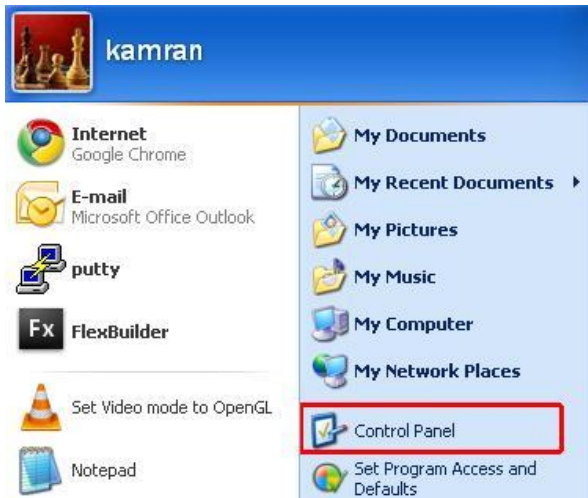 kamran
Internet
Google Chrome
E-mail
Microsoft Office Outlook
putty
Fx
FlexBuilder
Set Video mode to OpenGL
Notepad
My Documents
My Recent Documents
My Pictures
My Music
My Computer
My Network Places
Control Panel
Set Program Access and
Defaults